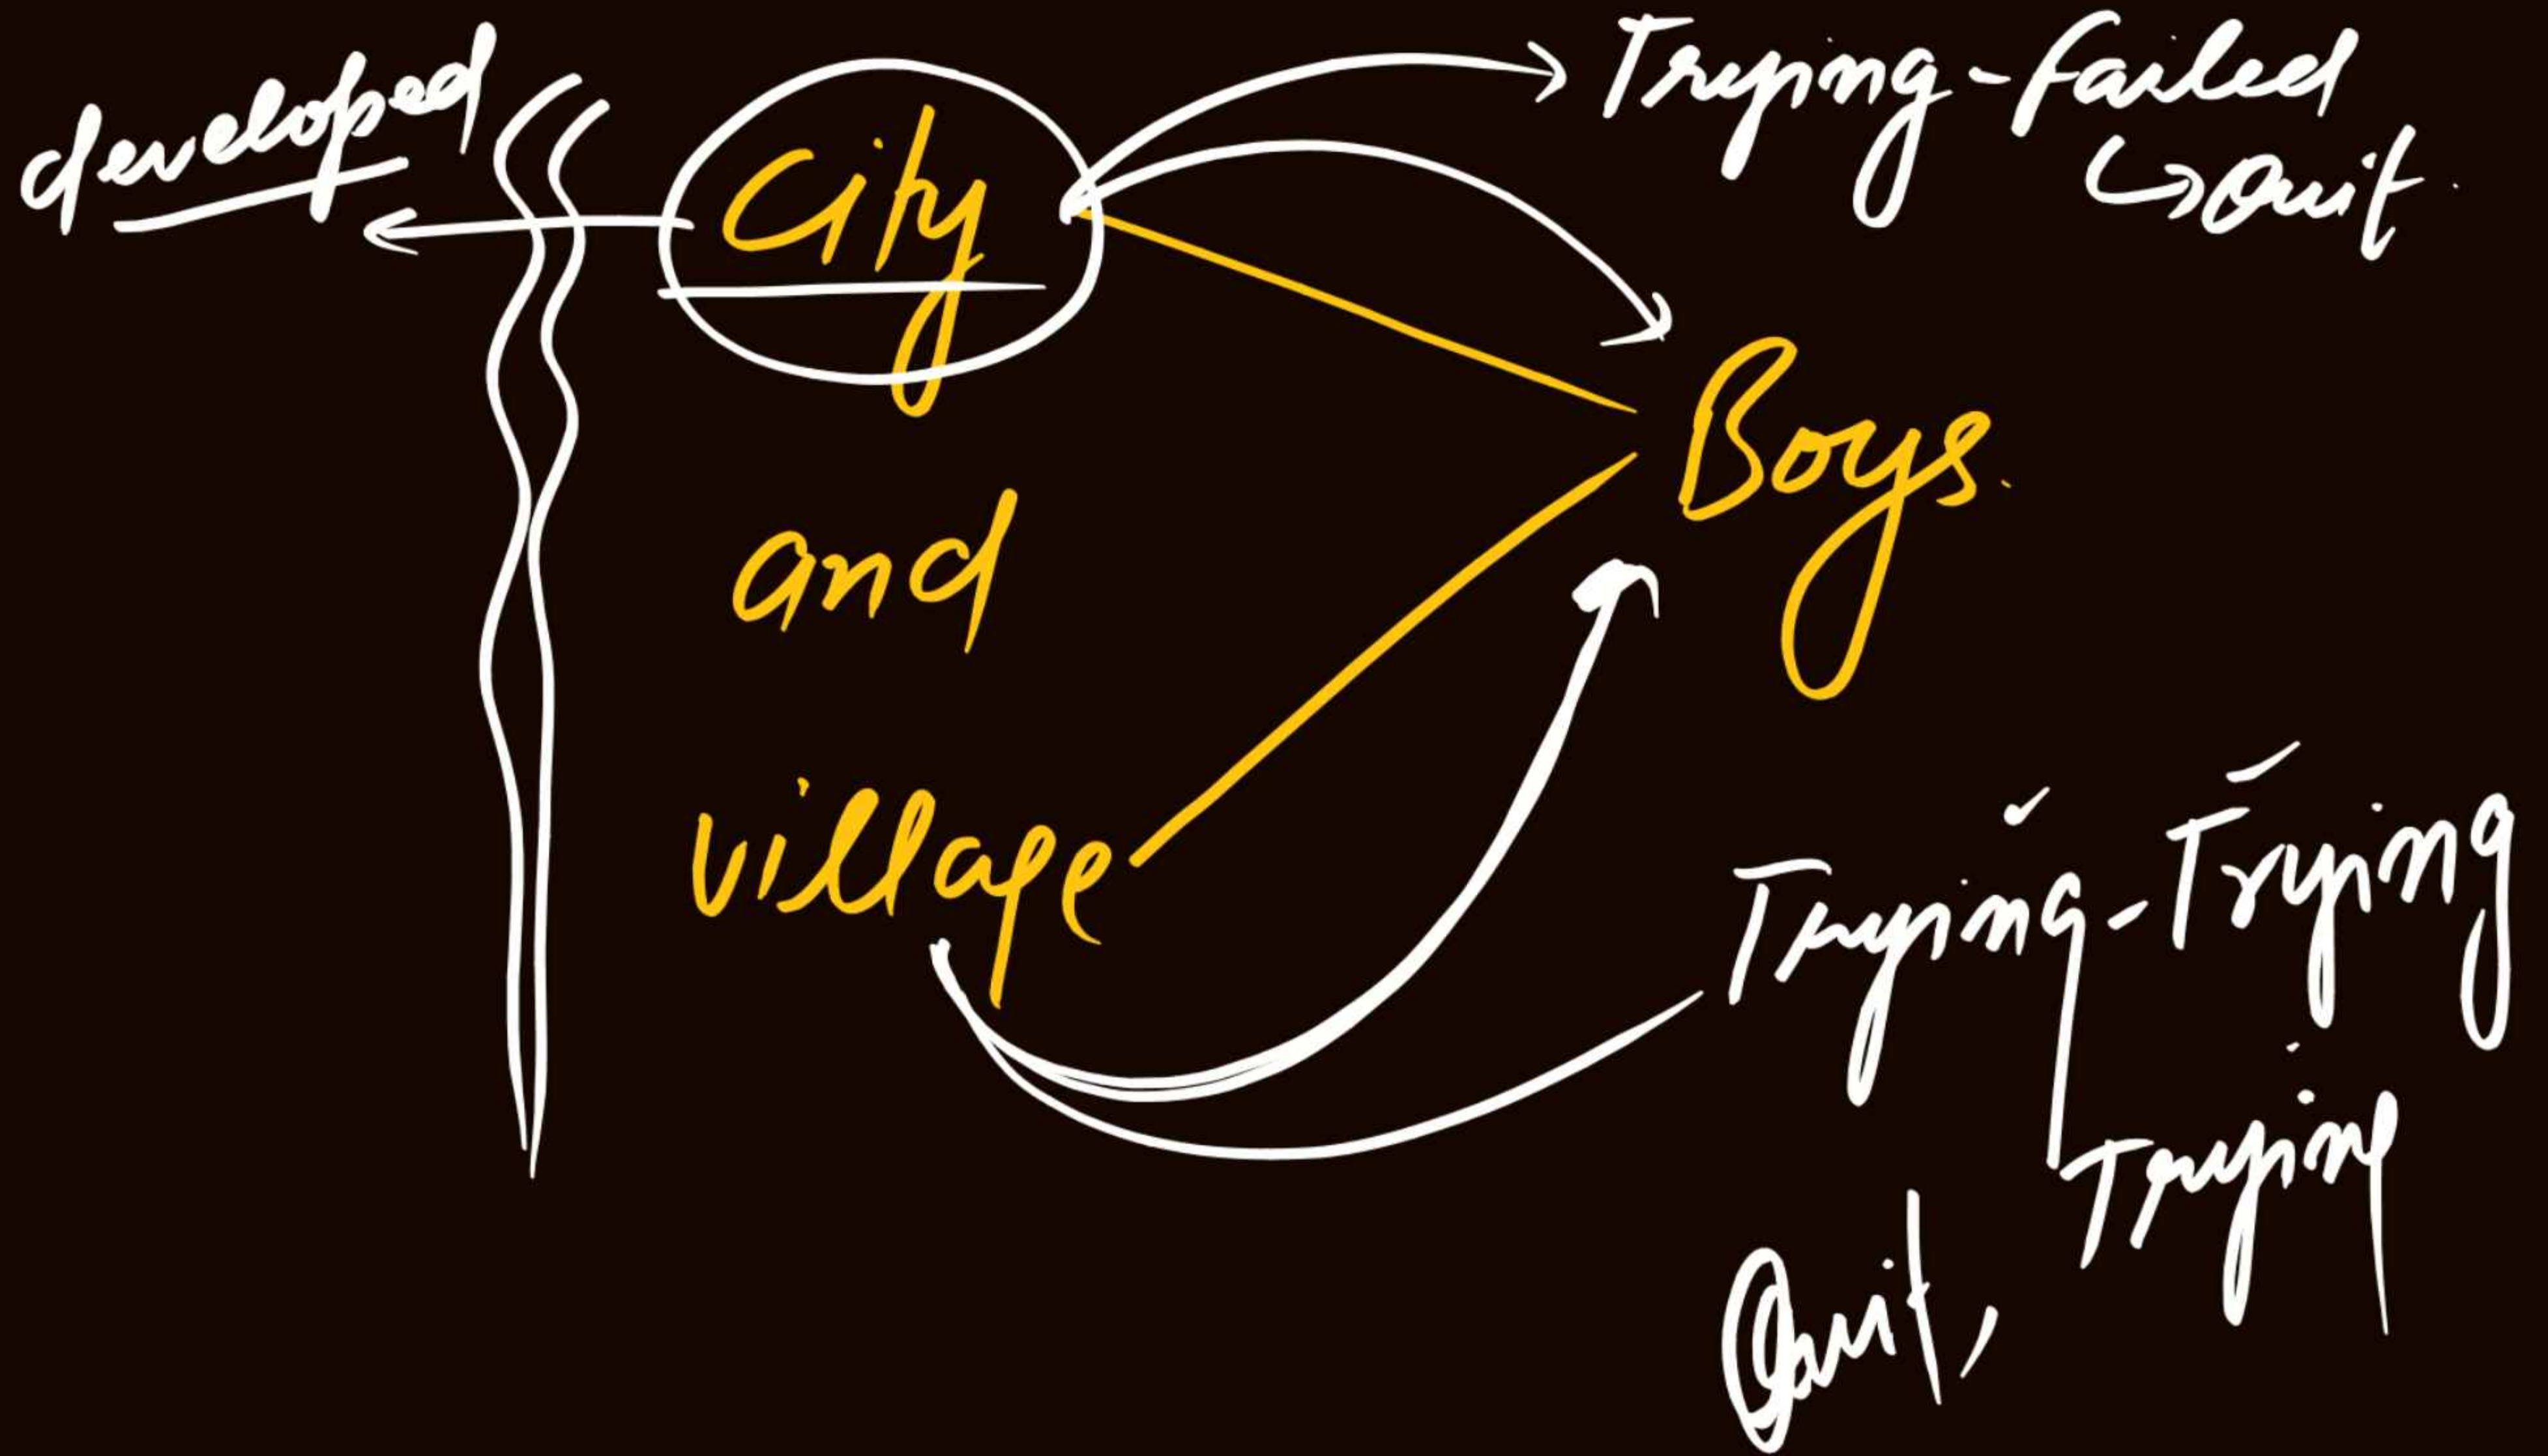 developed
City
Trying-failed
↳Quit.
Boys.
and
village
Trying-Trying
Trying
Quit,